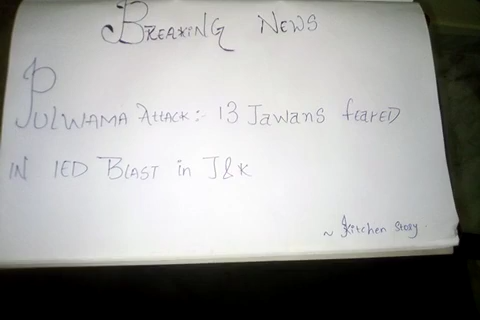 Breaking News
Pulwama Attack:- 13 Jawans feared
in IED Blast in J&K
~ Kitchen Story.